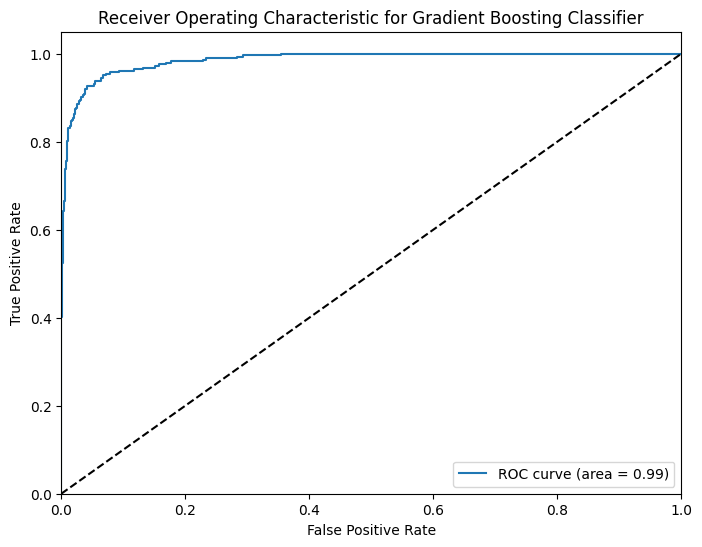 Receiver Operating Characteristic for Gradient Boosting Classifier
1.0
0.8
0.6
0.4
0.2
0.0
True Positive Rate
ROC curve (area = 0.99)
0.0 0.2 0.4 0.6 0.8 1.0
False Positive Rate